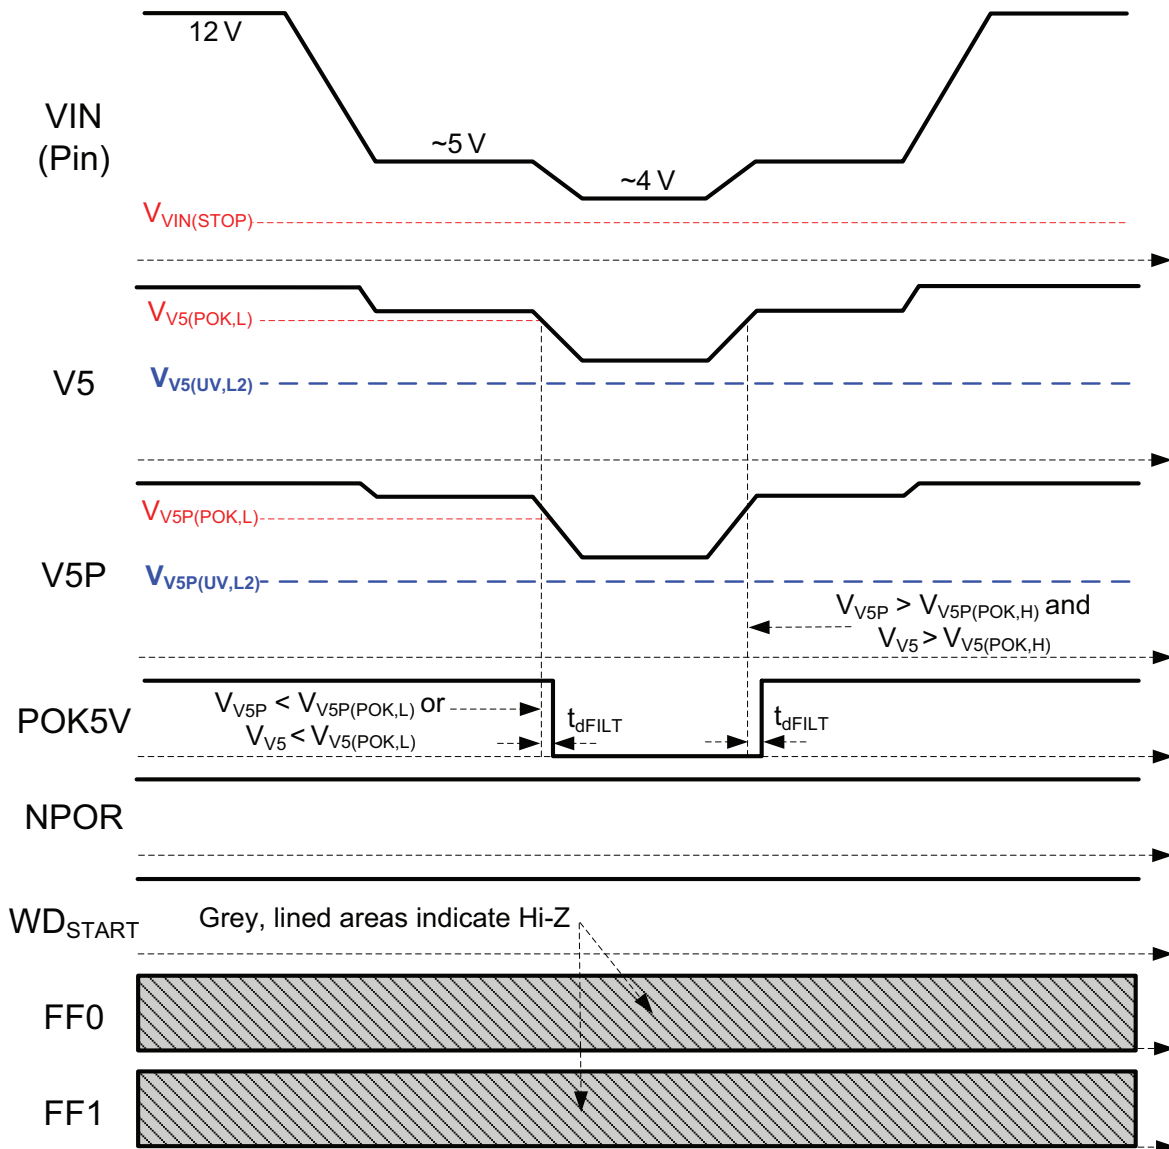 12 V
VIN
(Pin)
~5 V
~4 V
VVIN(STOP)
VV5(POK,L)
V5
VV5(UV,L2)
VV5P(POK,L)
V5P
VV5P(UV,L2)
VV5P > VV5P(POK,H) and
VV5 > VV5(POK,H)
POK5V
VV5P < VV5P(POK,L) or
VV5 < VV5(POK,L)
tdFILT
tdFILT
NPOR
WDSTART
Grey, lined areas indicate Hi-Z
FF0
FF1